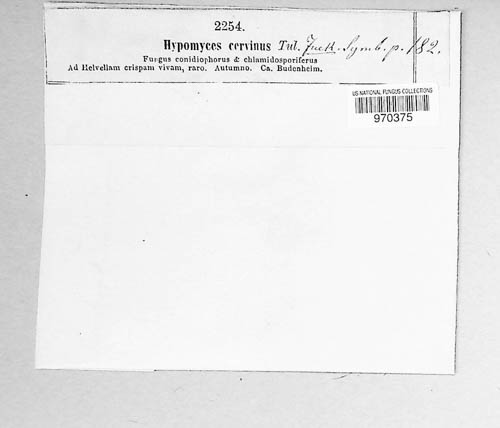 2254.
Hypomyces cervinus Tul. Fuck. Symb. p. 182.
Fungus conidiophorus & chlamidosporiferus
Ad Helvellam crispam vivam, raro. Autumno. Ca. Budenheim.
US NATIONAL FUNGUS COLLECTIONS
970375